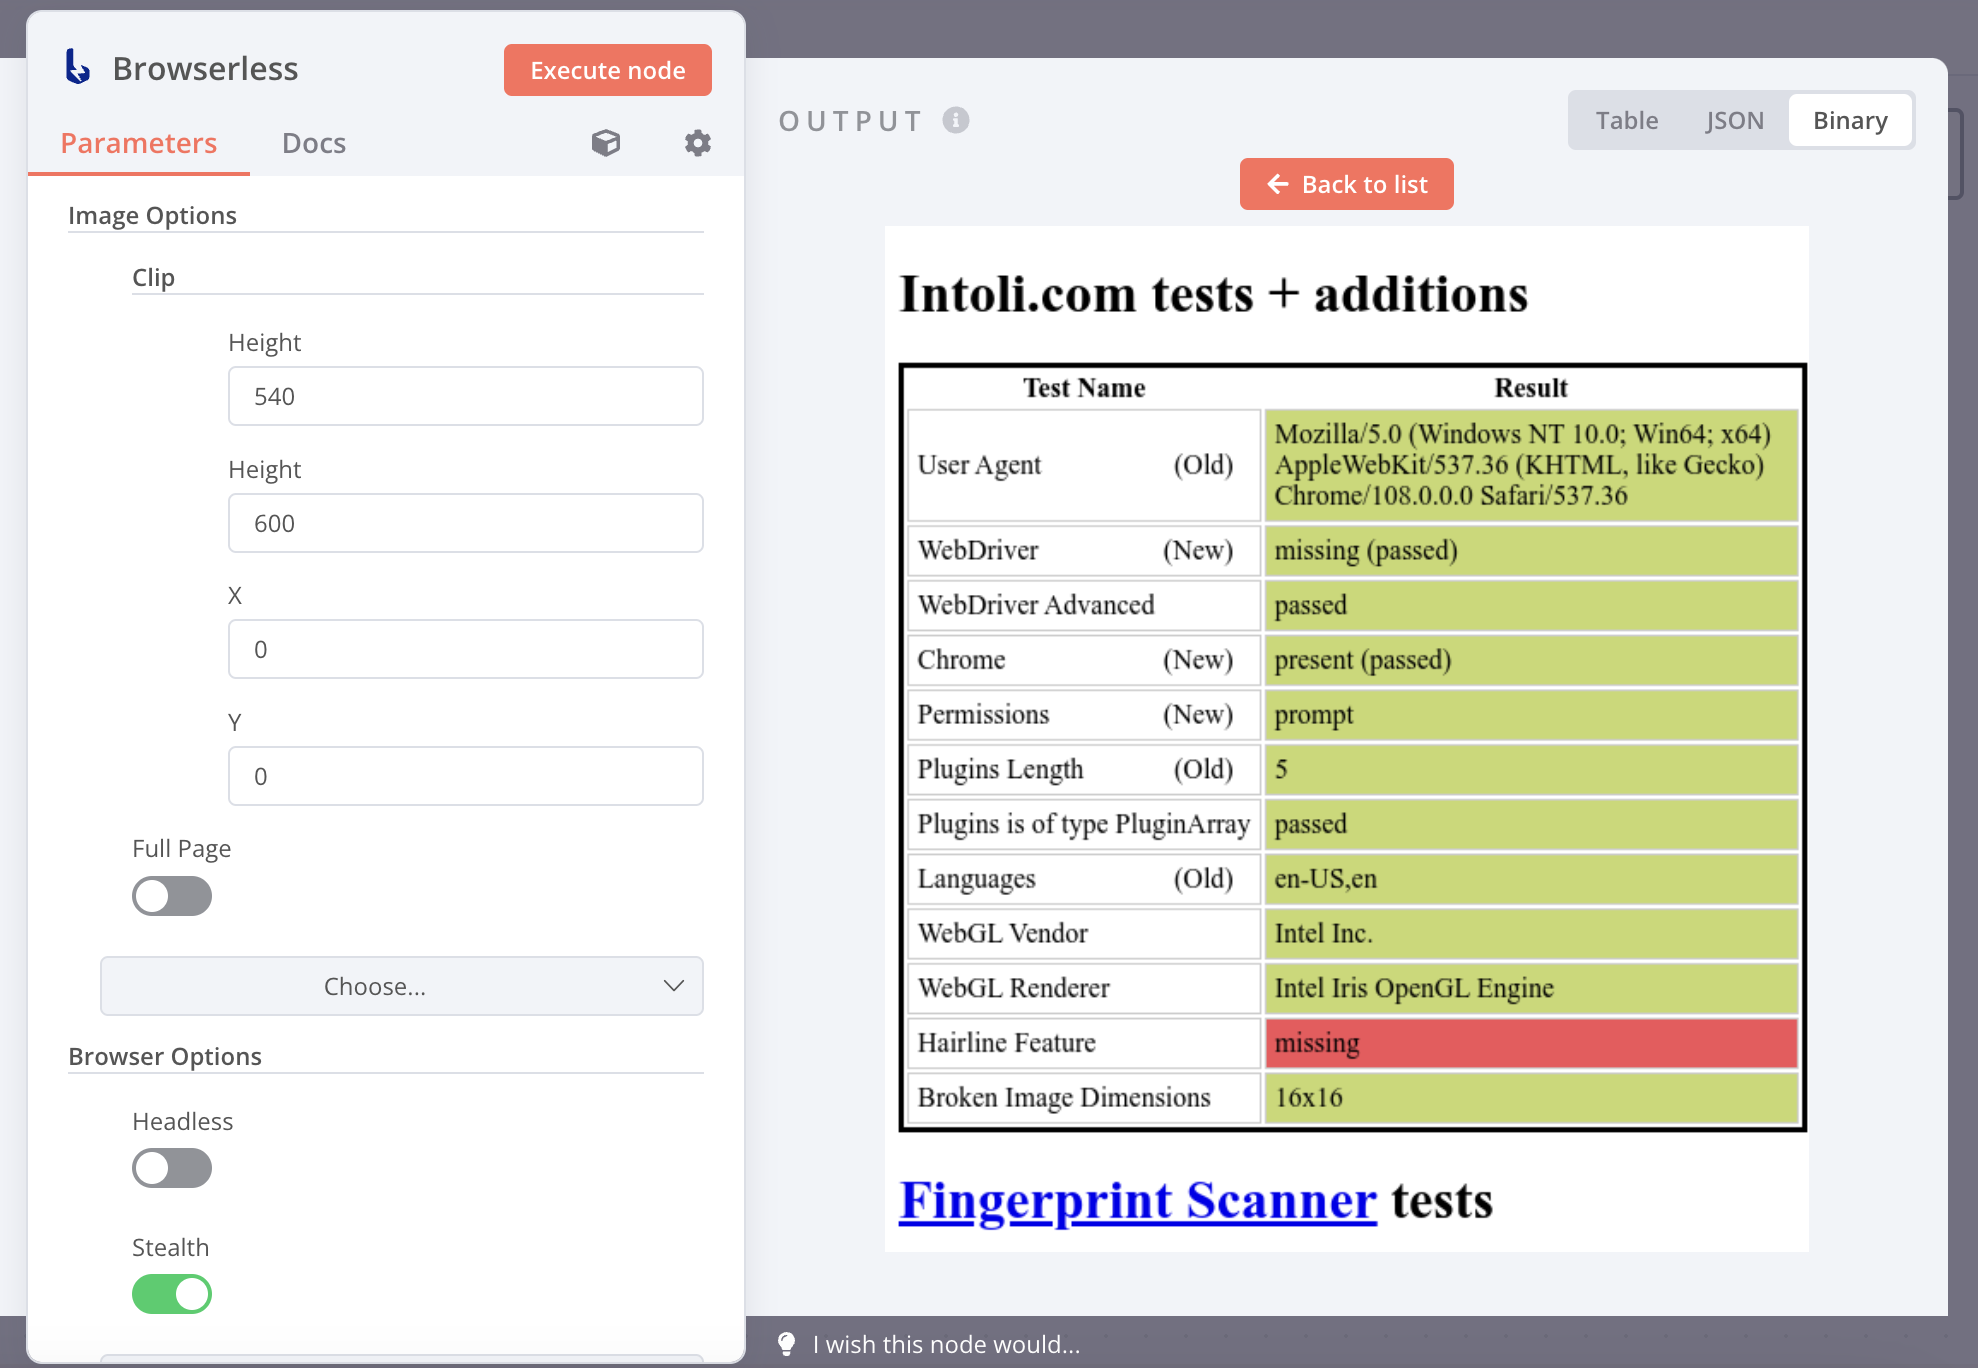 Browserless
Execute node
Parameters
Docs
Image Options
Clip
Height
540
Height
600
X
0
Y
0
Full Page
Choose...
Browser Options
Headless
Stealth
OUTPUT
Table
JSON
Binary
Back to list
Intoli.com tests + additions
Test Name Result
User Agent (Old) Mozilla/5.0 (Windows NT 10.0; Win64; x64)
AppleWebKit/537.36 (KHTML, like Gecko)
Chrome/108.0.0.0 Safari/537.36
WebDriver (New) missing (passed)
WebDriver Advanced passed
Chrome (New) present (passed)
Permissions (New) prompt
Plugins Length (Old) 5
Plugins is of type PluginArray passed
Languages (Old) en-US,en
WebGL Vendor Intel Inc.
WebGL Renderer Intel Iris OpenGL Engine
Hairline Feature missing
Broken Image Dimensions 16x16
Fingerprint Scanner tests
I wish this node would...